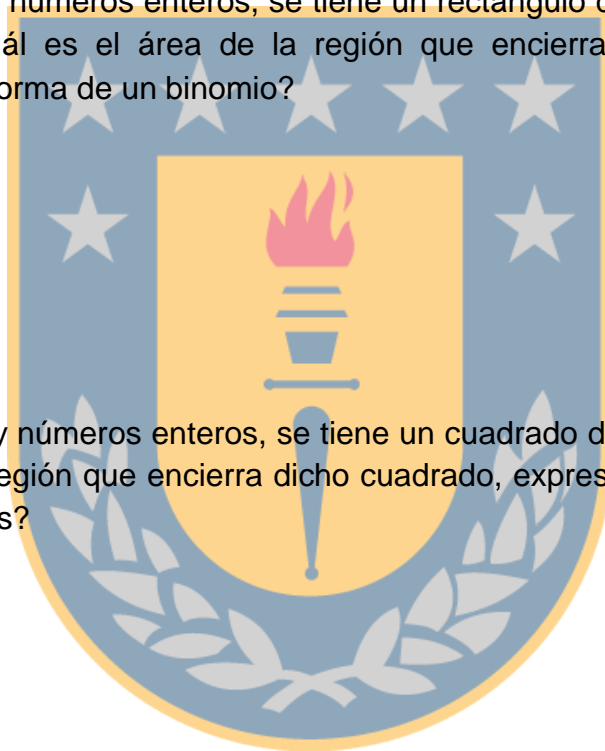 números enteros, se tiene un rectángulo
ál es el área de la región que encierra
orma de un binomio?
y números enteros, se tiene un cuadrado d
egión que encierra dicho cuadrado, expres
s?